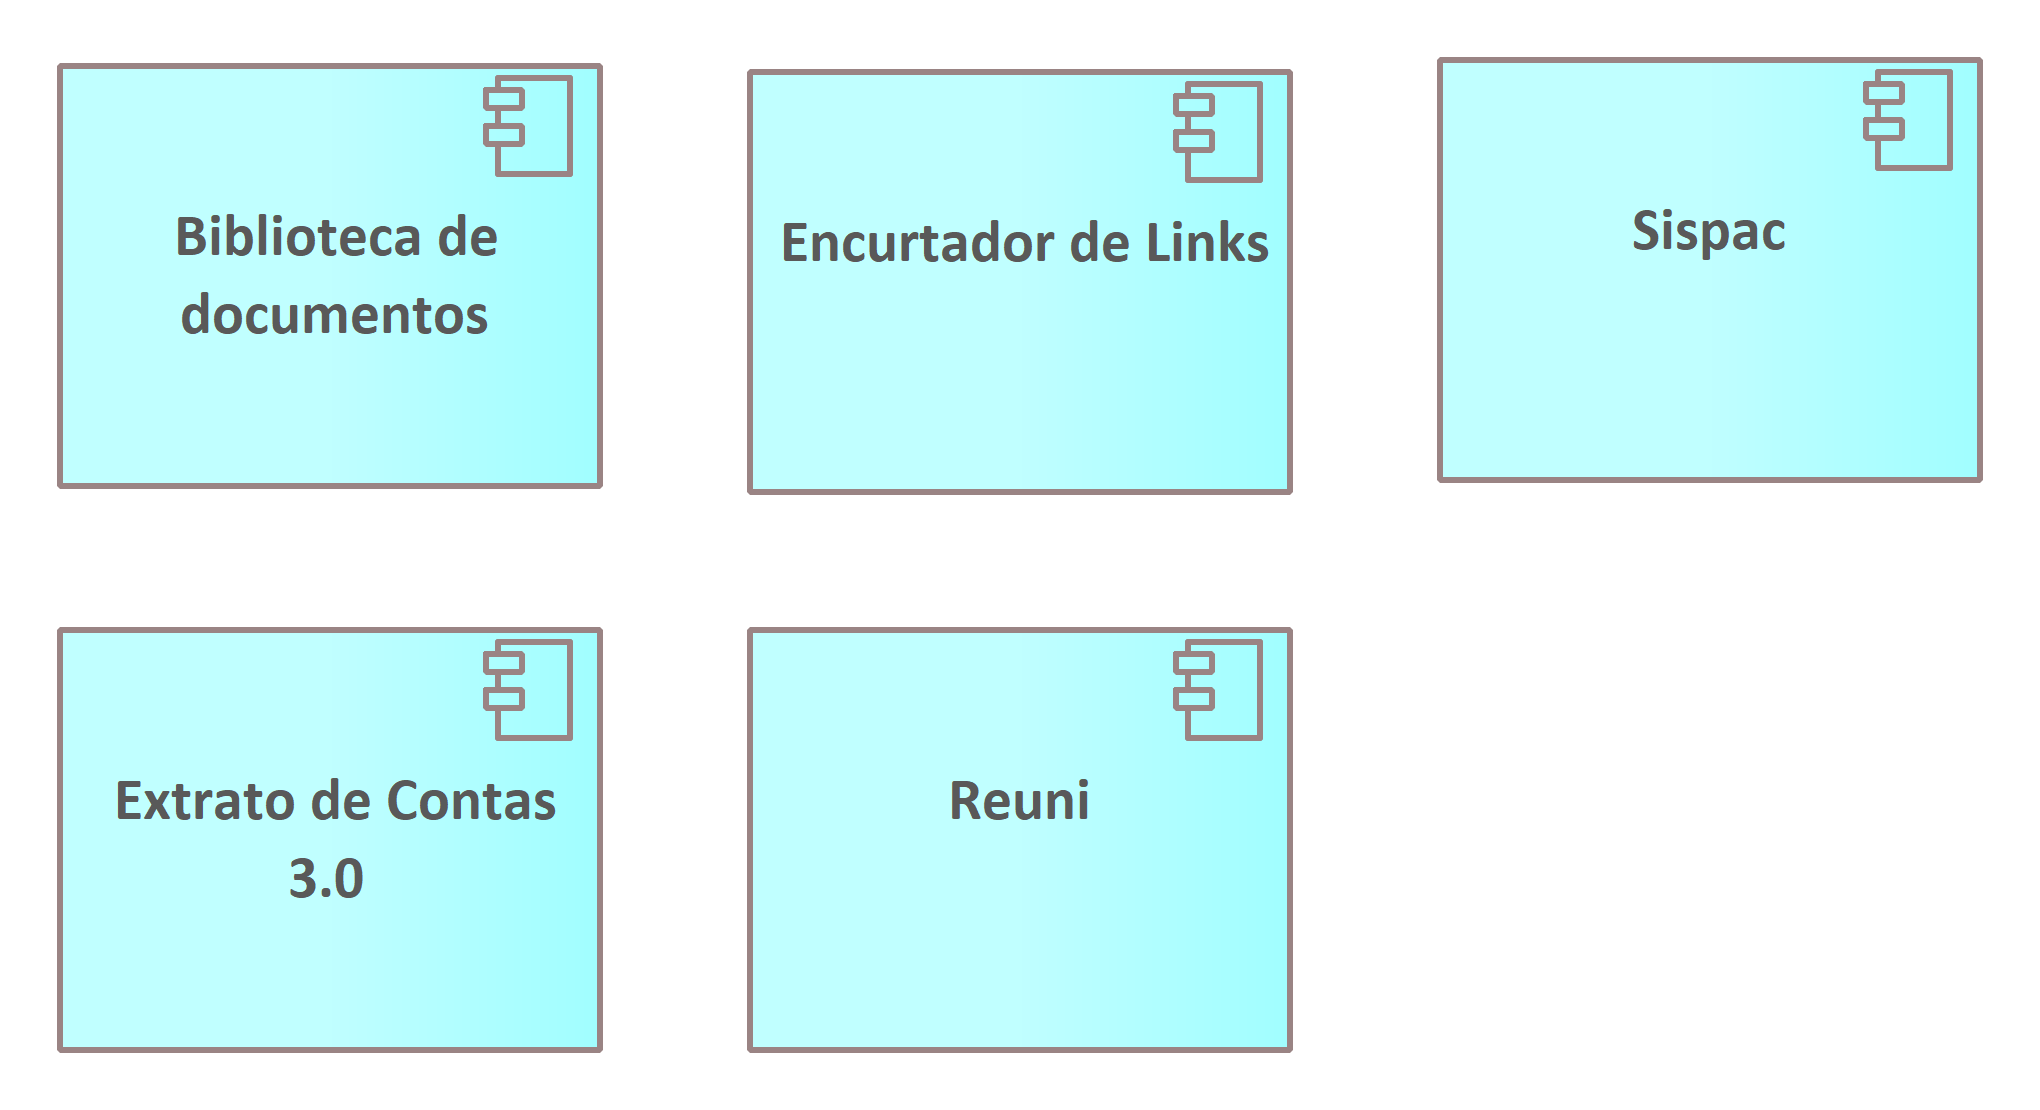 Biblioteca de
documentos
Encurtador de Links
Sispac
Extrato de Contas
3.0
Reuni